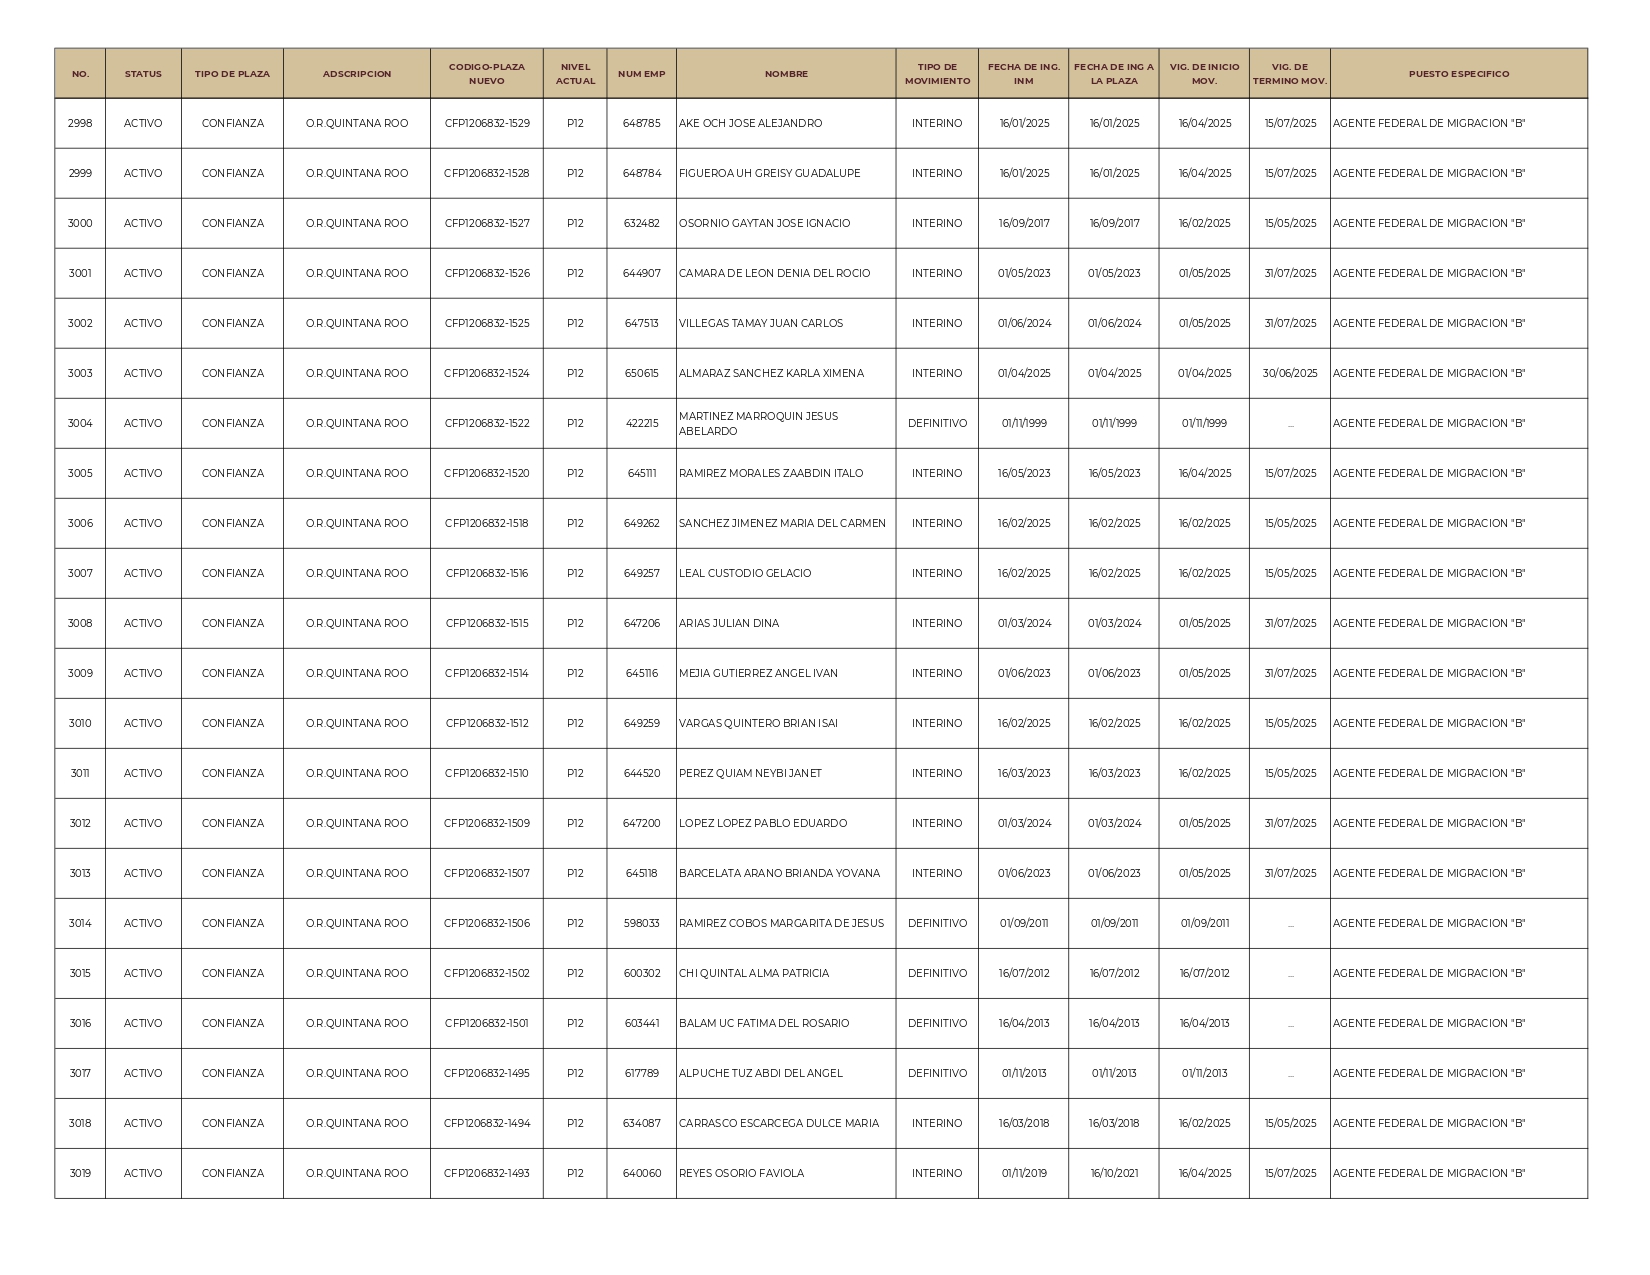 NO. STATUS TIPO DE PLAZA ADSCRIPCION CODIGO-PLAZA NUEVO NIVEL ACTUAL NUM EMP NOMBRE TIPO DE MOVIMIENTO FECHA DE ING. INM FECHA DE ING A LA PLAZA VIG. DE INICIO MOV. VIG. DE TERMINO MOV. PUESTO ESPECIFICO
2998 ACTIVO CONFIANZA O.R.QUINTANA ROO CFP1206832-1529 P12 648785 AKE OCH JOSE ALEJANDRO INTERINO 16/01/2025 16/01/2025 16/04/2025 15/07/2025 AGENTE FEDERAL DE MIGRACION "B"
2999 ACTIVO CONFIANZA O.R.QUINTANA ROO CFP1206832-1528 P12 648784 FIGUEROA UH GREISY GUADALUPE INTERINO 16/01/2025 16/01/2025 16/04/2025 15/07/2025 AGENTE FEDERAL DE MIGRACION "B"
3000 ACTIVO CONFIANZA O.R.QUINTANA ROO CFP1206832-1527 P12 632482 OSORNIO GAYTAN JOSE IGNACIO INTERINO 16/09/2017 16/09/2017 16/02/2025 15/05/2025 AGENTE FEDERAL DE MIGRACION "B"
3001 ACTIVO CONFIANZA O.R.QUINTANA ROO CFP1206832-1526 P12 644907 CAMARA DE LEON DENIA DEL ROCIO INTERINO 01/05/2023 01/05/2023 01/05/2025 31/07/2025 AGENTE FEDERAL DE MIGRACION "B"
3002 ACTIVO CONFIANZA O.R.QUINTANA ROO CFP1206832-1525 P12 647513 VILLEGAS TAMAY JUAN CARLOS INTERINO 01/06/2024 01/06/2024 01/05/2025 31/07/2025 AGENTE FEDERAL DE MIGRACION "B"
3003 ACTIVO CONFIANZA O.R.QUINTANA ROO CFP1206832-1524 P12 650615 ALMARAZ SANCHEZ KARLA XIMENA INTERINO 01/04/2025 01/04/2025 01/04/2025 30/06/2025 AGENTE FEDERAL DE MIGRACION "B"
3004 ACTIVO CONFIANZA O.R.QUINTANA ROO CFP1206832-1522 P12 422215 MARTINEZ MARROQUIN JESUS ABELARDO DEFINITIVO 01/11/1999 01/11/1999 01/11/1999 ... AGENTE FEDERAL DE MIGRACION "B"
3005 ACTIVO CONFIANZA O.R.QUINTANA ROO CFP1206832-1520 P12 645111 RAMIREZ MORALES ZAABDIN ITALO INTERINO 16/05/2023 16/05/2023 16/04/2025 15/07/2025 AGENTE FEDERAL DE MIGRACION "B"
3006 ACTIVO CONFIANZA O.R.QUINTANA ROO CFP1206832-1518 P12 649262 SANCHEZ JIMENEZ MARIA DEL CARMEN INTERINO 16/02/2025 16/02/2025 16/02/2025 15/05/2025 AGENTE FEDERAL DE MIGRACION "B"
3007 ACTIVO CONFIANZA O.R.QUINTANA ROO CFP1206832-1516 P12 649257 LEAL CUSTODIO GELACIO INTERINO 16/02/2025 16/02/2025 16/02/2025 15/05/2025 AGENTE FEDERAL DE MIGRACION "B"
3008 ACTIVO CONFIANZA O.R.QUINTANA ROO CFP1206832-1515 P12 647206 ARIAS JULIAN DINA INTERINO 01/03/2024 01/03/2024 01/05/2025 31/07/2025 AGENTE FEDERAL DE MIGRACION "B"
3009 ACTIVO CONFIANZA O.R.QUINTANA ROO CFP1206832-1514 P12 645116 MEJIA GUTIERREZ ANGEL IVAN INTERINO 01/06/2023 01/06/2023 01/05/2025 31/07/2025 AGENTE FEDERAL DE MIGRACION "B"
3010 ACTIVO CONFIANZA O.R.QUINTANA ROO CFP1206832-1512 P12 649259 VARGAS QUINTERO BRIAN ISAI INTERINO 16/02/2025 16/02/2025 16/02/2025 15/05/2025 AGENTE FEDERAL DE MIGRACION "B"
3011 ACTIVO CONFIANZA O.R.QUINTANA ROO CFP1206832-1510 P12 644520 PEREZ QUIAM NEYBI JANET INTERINO 16/03/2023 16/03/2023 16/02/2025 15/05/2025 AGENTE FEDERAL DE MIGRACION "B"
3012 ACTIVO CONFIANZA O.R.QUINTANA ROO CFP1206832-1509 P12 647200 LOPEZ LOPEZ PABLO EDUARDO INTERINO 01/03/2024 01/03/2024 01/05/2025 31/07/2025 AGENTE FEDERAL DE MIGRACION "B"
3013 ACTIVO CONFIANZA O.R.QUINTANA ROO CFP1206832-1507 P12 645118 BARCELATA ARANO BRIANDA YOVANA INTERINO 01/06/2023 01/06/2023 01/05/2025 31/07/2025 AGENTE FEDERAL DE MIGRACION "B"
3014 ACTIVO CONFIANZA O.R.QUINTANA ROO CFP1206832-1506 P12 598033 RAMIREZ COBOS MARGARITA DE JESUS DEFINITIVO 01/09/2011 01/09/2011 01/09/2011 ... AGENTE FEDERAL DE MIGRACION "B"
3015 ACTIVO CONFIANZA O.R.QUINTANA ROO CFP1206832-1502 P12 600302 CHI QUINTAL ALMA PATRICIA DEFINITIVO 16/07/2012 16/07/2012 16/07/2012 ... AGENTE FEDERAL DE MIGRACION "B"
3016 ACTIVO CONFIANZA O.R.QUINTANA ROO CFP1206832-1501 P12 603441 BALAM UC FATIMA DEL ROSARIO DEFINITIVO 16/04/2013 16/04/2013 16/04/2013 ... AGENTE FEDERAL DE MIGRACION "B"
3017 ACTIVO CONFIANZA O.R.QUINTANA ROO CFP1206832-1495 P12 617789 ALPUCHE TUZ ABDI DEL ANGEL DEFINITIVO 01/11/2013 01/11/2013 01/11/2013 ... AGENTE FEDERAL DE MIGRACION "B"
3018 ACTIVO CONFIANZA O.R.QUINTANA ROO CFP1206832-1494 P12 634087 CARRASCO ESCARCEGA DULCE MARIA INTERINO 16/03/2018 16/03/2018 16/02/2025 15/05/2025 AGENTE FEDERAL DE MIGRACION "B"
3019 ACTIVO CONFIANZA O.R.QUINTANA ROO CFP1206832-1493 P12 640060 REYES OSORIO FAVIOLA INTERINO 01/11/2019 16/10/2021 16/04/2025 15/07/2025 AGENTE FEDERAL DE MIGRACION "B"